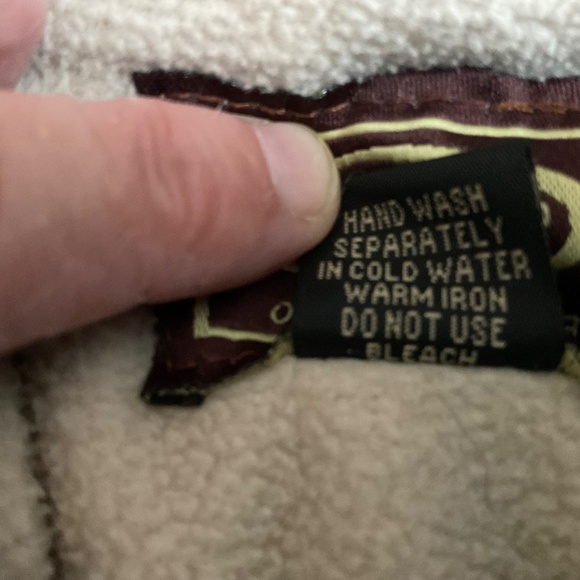 HAND WASH
SEPARATELY
IN COLD WATER
WARM IRON
DO NOT USE
BLEACH